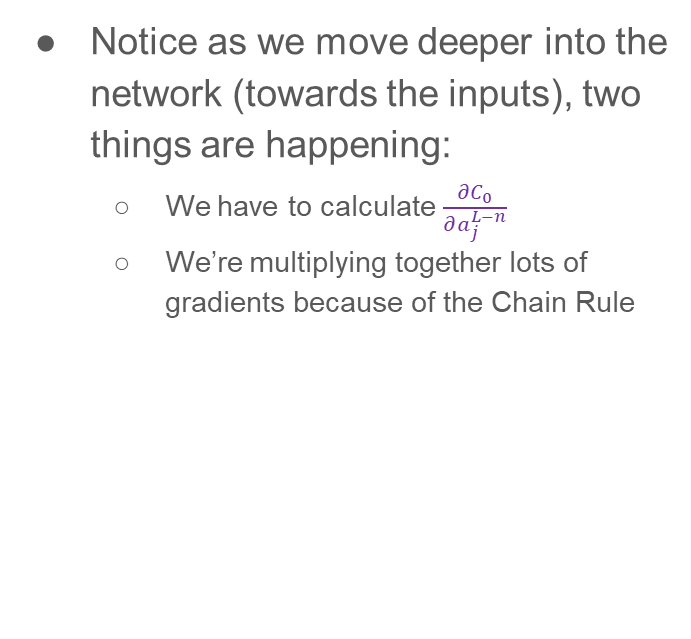 ● Notice as we move deeper into the
network (towards the inputs), two
things are happening:
○ We have to calculate ∂C₀/∂a_j^{L−n}
○ We’re multiplying together lots of
gradients because of the Chain Rule